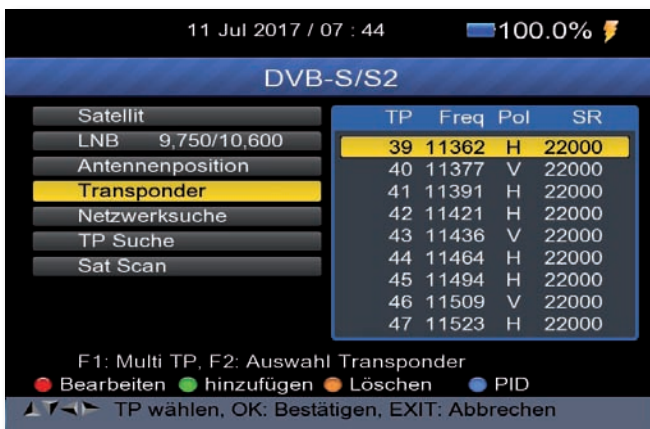 11 Jul 2017 / 07 : 44 100.0%
DVB-S/S2
Satellit
LNB 9,750/10,600
Antennenposition
Transponder
Netzwerksuche
TP Suche
Sat Scan
TP Freq Pol SR
39 11362 H 22000
40 11377 V 22000
41 11391 H 22000
42 11421 H 22000
43 11436 V 22000
44 11464 H 22000
45 11494 H 22000
46 11509 V 22000
47 11523 H 22000
F1: Multi TP, F2: Auswahl Transponder
Bearbeiten hinzufügen Löschen PID
TP wählen, OK: Bestätigen, EXIT: Abbrechen